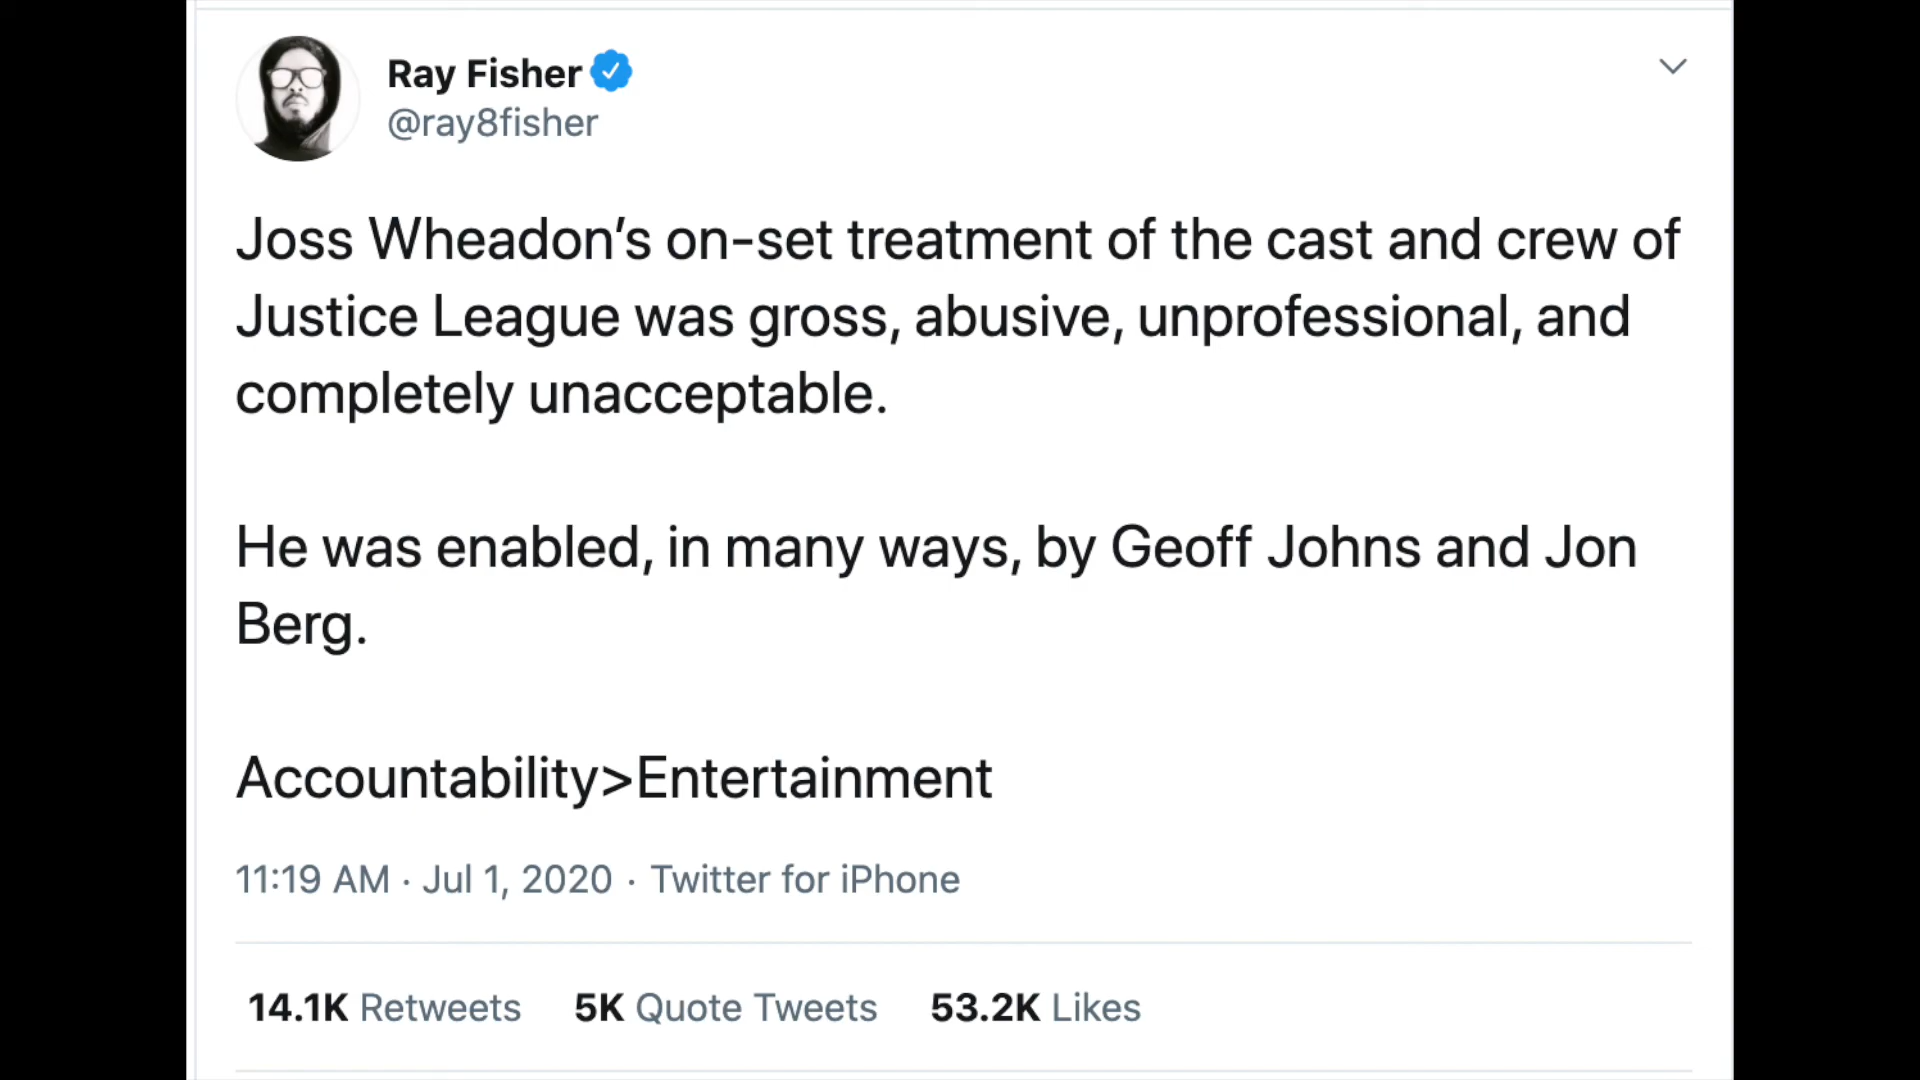 Ray Fisher
@ray8fisher
Joss Wheadon’s on-set treatment of the cast and crew of
Justice League was gross, abusive, unprofessional, and
completely unacceptable.
He was enabled, in many ways, by Geoff Johns and Jon
Berg.
Accountability>Entertainment
11:19 AM · Jul 1, 2020 · Twitter for iPhone
14.1K Retweets 5K Quote Tweets 53.2K Likes